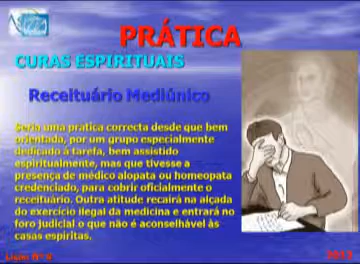 PRÁTICA
CURAS ESPIRITUAIS
Receituário Mediúnico
Seria uma pratica correcta desde que bem
orientada, por um grupo especialmente
dedicado à tarefa, bem assistido
espiritualmente, mas que tivesse a
presença de médico alopata ou homeopata
credenciado, para cobrir oficialmente o
receituário. Outra atitude recairá na alçada
do exercício ilegal da medicina e entrará no
foro judicial o que não é aconselhável às
casas espíritas.